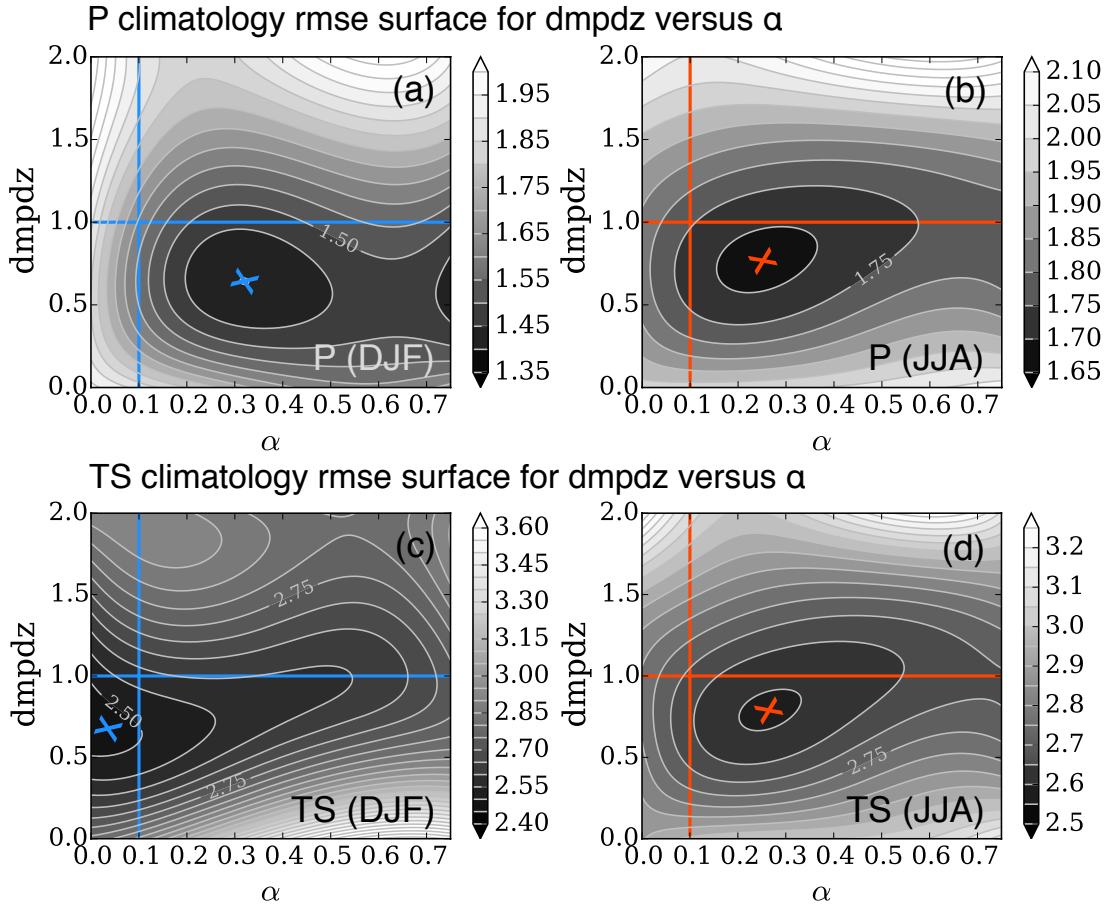 P climatology rmse surface for dmpdz versus α
(a)
2.0
1.5
1.0
0.5
0.0
dmpdz
1.50
P (DJF)
0.0 0.1 0.2 0.3 0.4 0.5 0.6 0.7
α
1.95
1.85
1.75
1.65
1.55
1.45
1.35
(b)
2.0
1.5
1.0
0.5
0.0
dmpdz
1.75
P (JJA)
0.0 0.1 0.2 0.3 0.4 0.5 0.6 0.7
α
2.10
2.05
2.00
1.95
1.90
1.85
1.80
1.75
1.70
1.65
TS climatology rmse surface for dmpdz versus α
(c)
2.0
1.5
1.0
0.5
0.0
dmpdz
2.75
2.50
2.75
TS (DJF)
0.0 0.1 0.2 0.3 0.4 0.5 0.6 0.7
α
3.60
3.45
3.30
3.15
3.00
2.85
2.70
2.55
2.40
(d)
2.0
1.5
1.0
0.5
0.0
dmpdz
2.75
TS (JJA)
0.0 0.1 0.2 0.3 0.4 0.5 0.6 0.7
α
3.2
3.1
3.0
2.9
2.8
2.7
2.6
2.5